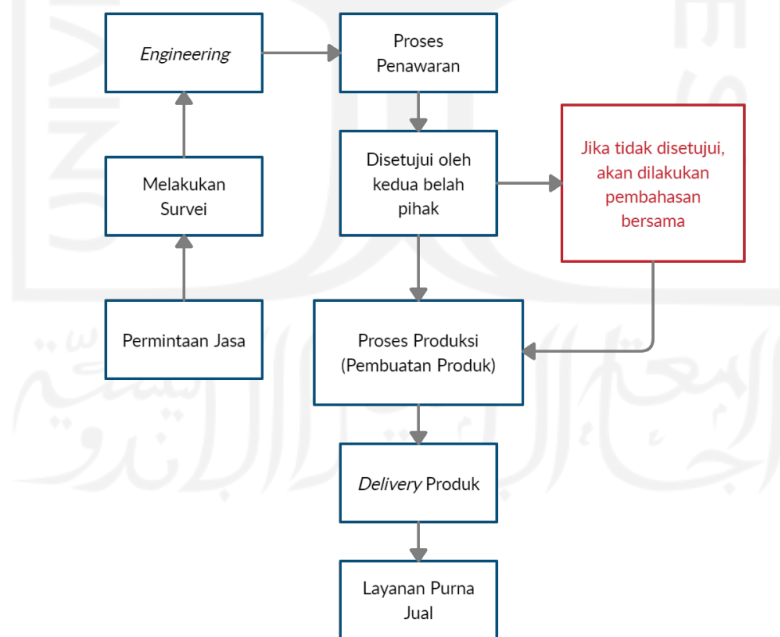 Engineering
Proses
Penawaran
Melakukan
Survei
Disetujui oleh
kedua belah
pihak
Jika tidak disetujui,
akan dilakukan
pembahasan
bersama
Permintaan Jasa
Proses Produksi
(Pembuatan Produk)
Delivery Produk
Layanan Purna
Jual